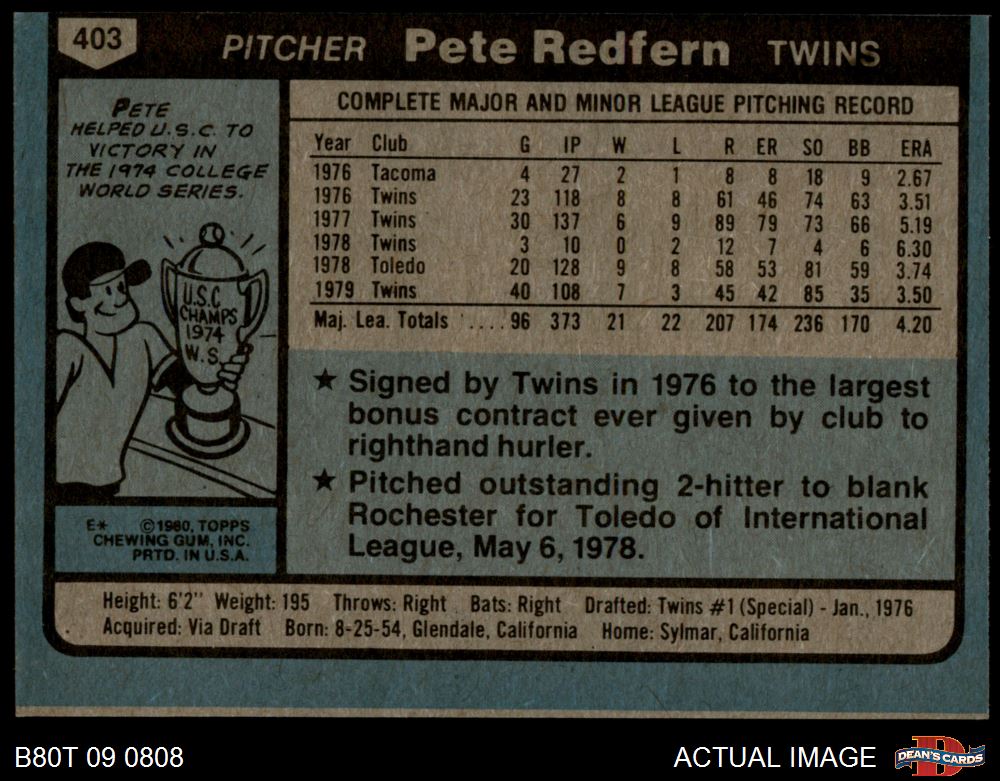 403
PITCHER Pete Redfern TWINS
PETE
HELPED U.S.C. TO
VICTORY IN
THE 1974 COLLEGE
WORLD SERIES.
U.S.C
CHAMPS
1974
W.S.
E* ©1980, TOPPS
CHEWING GUM, INC.
PRTD. IN U.S.A.
COMPLETE MAJOR AND MINOR LEAGUE PITCHING RECORD
Year Club G IP W L R ER SO BB ERA
1976 Tacoma 4 27 2 1 8 8 18 9 2.67
1976 Twins 23 118 8 8 61 46 74 63 3.51
1977 Twins 30 137 6 9 89 79 73 66 5.19
1978 Twins 3 10 0 2 12 7 4 6 6.30
1978 Toledo 20 128 9 8 58 53 81 59 3.74
1979 Twins 40 108 7 3 45 42 85 35 3.50
Maj. Lea. Totals .... 96 373 21 22 207 174 236 170 4.20
★ Signed by Twins in 1976 to the largest
bonus contract ever given by club to
righthand hurler.
★ Pitched outstanding 2-hitter to blank
Rochester for Toledo of International
League, May 6, 1978.
Height: 6'2" Weight: 195 Throws: Right Bats: Right Drafted: Twins #1 (Special) - Jan., 1976
Acquired: Via Draft Born: 8-25-54, Glendale, California Home: Sylmar, California
B80T 09 0808 ACTUAL IMAGE
D
DEAN'S CARDS